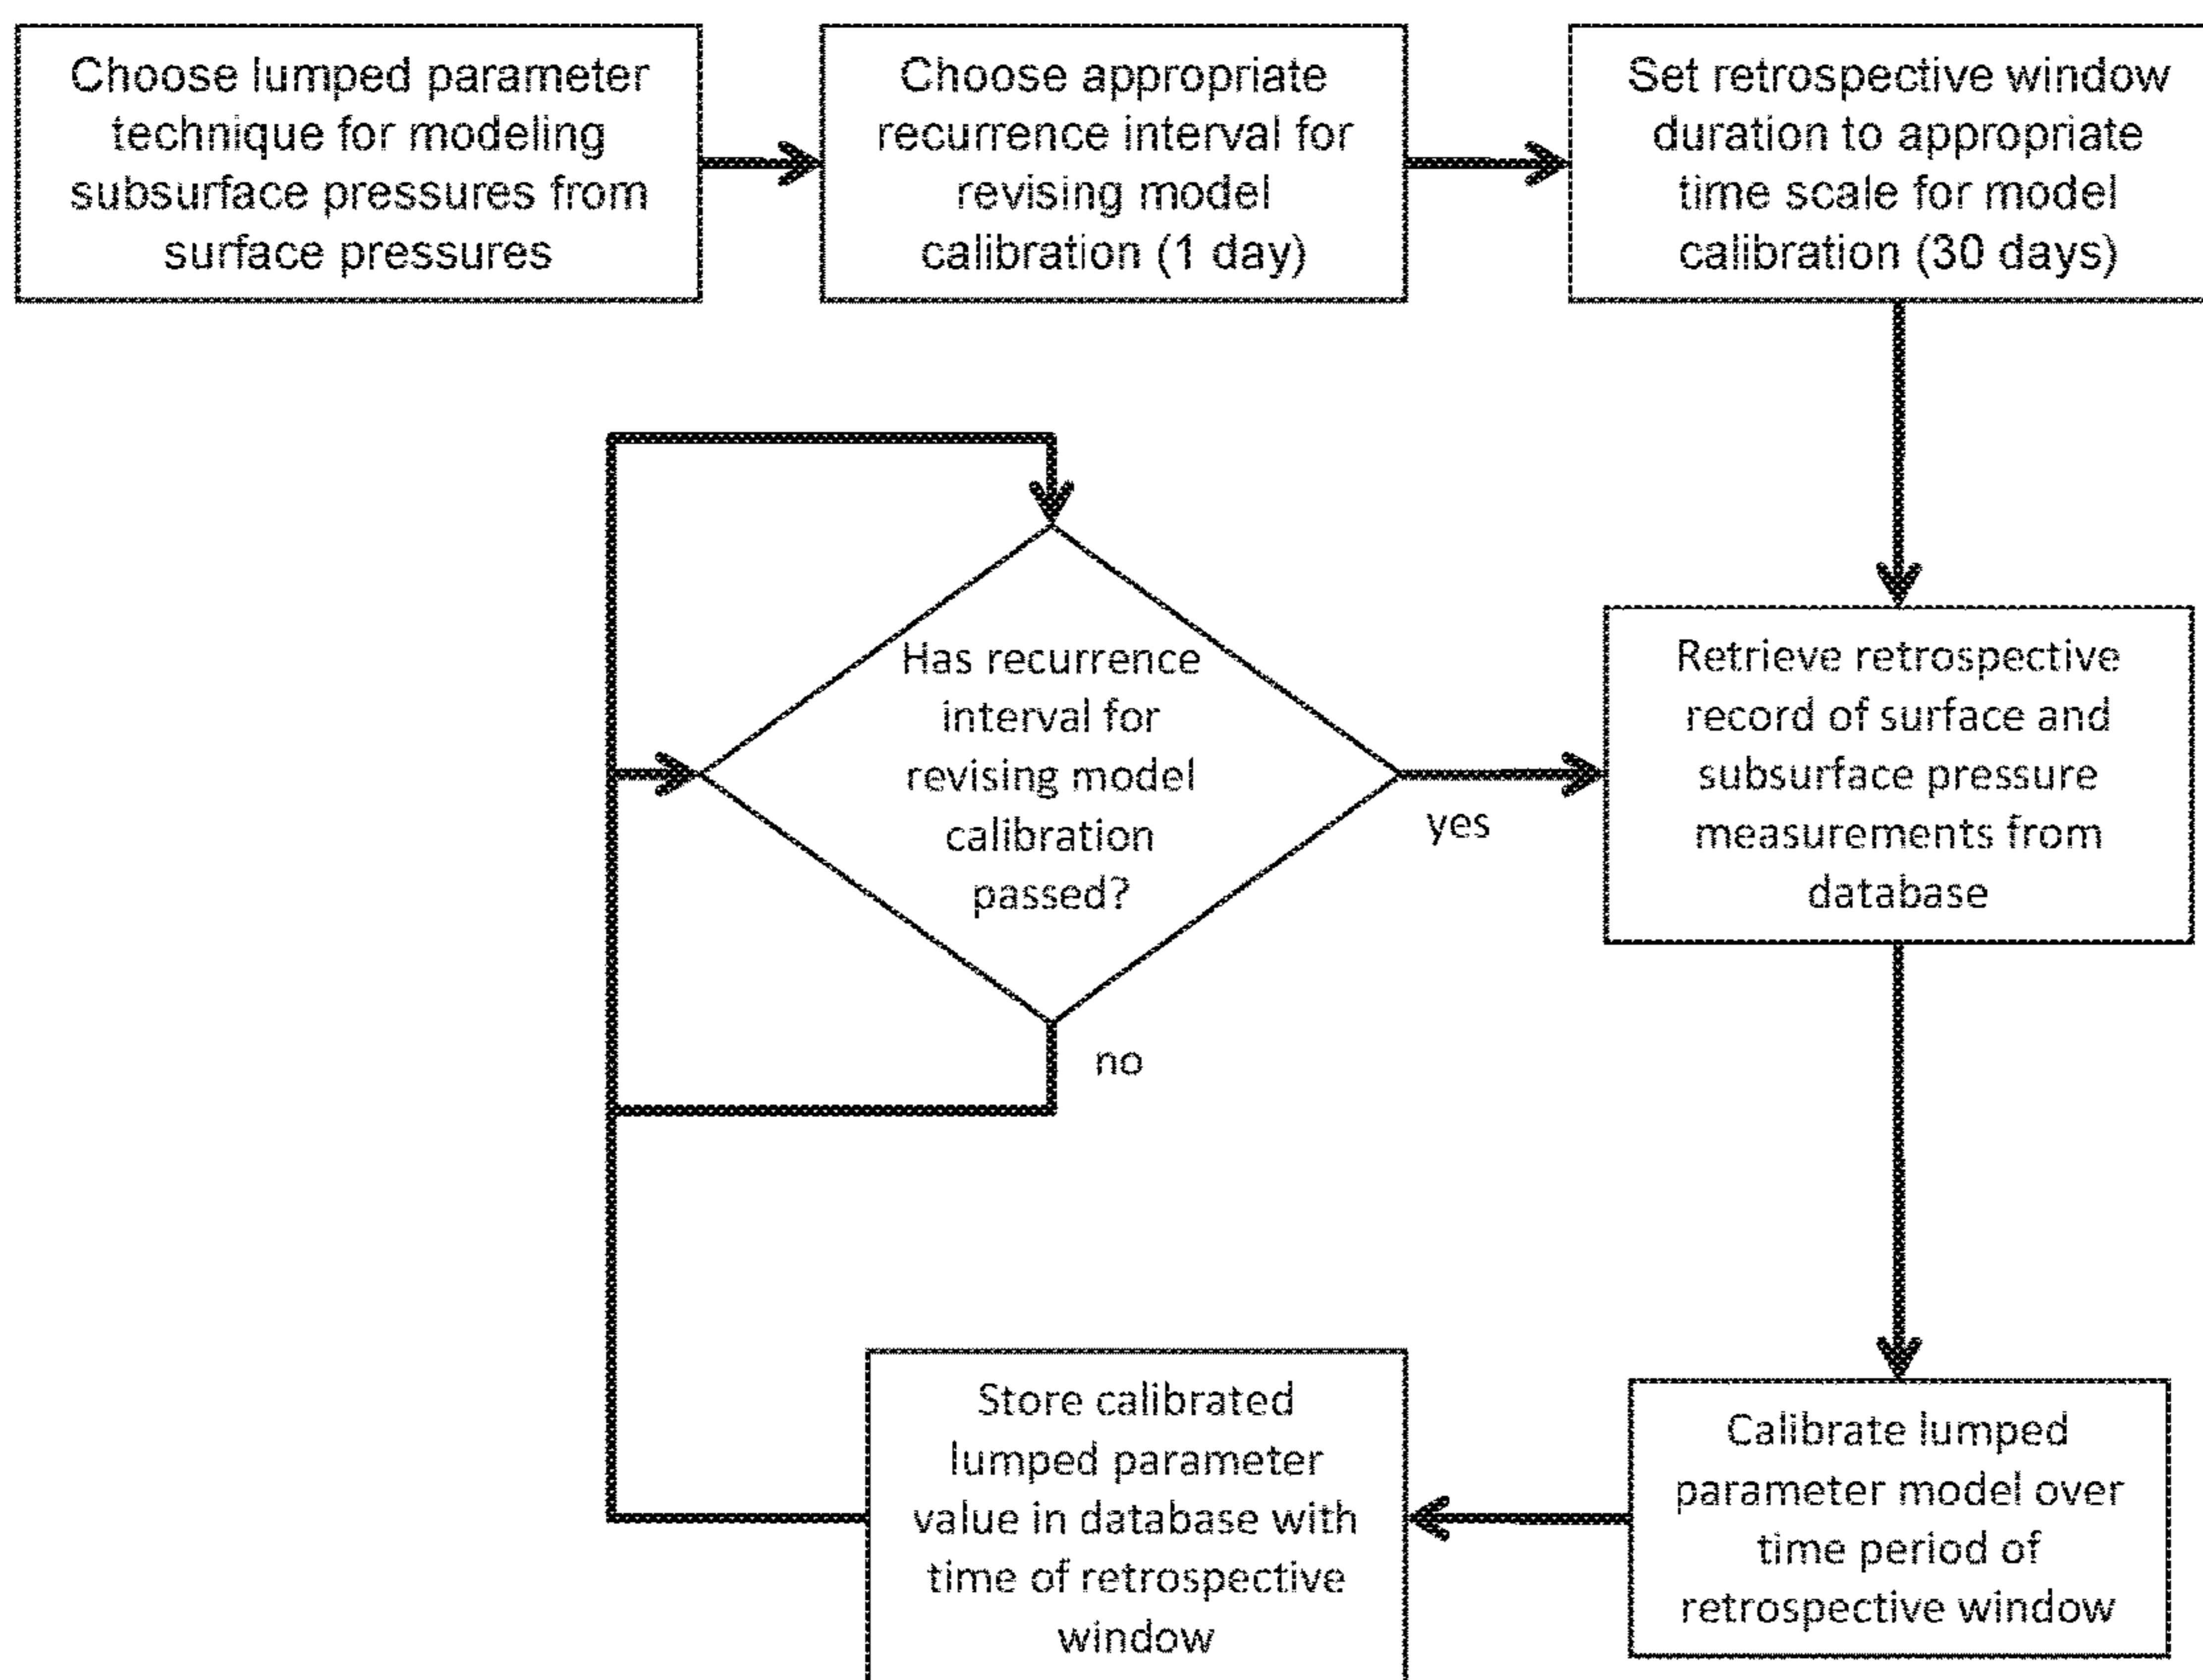 Choose lumped parameter
technique for modeling
subsurface pressures from
surface pressures
Choose appropriate
recurrence interval for
revising model
calibration (1 day)
Set retrospective window
duration to appropriate
time scale for model
calibration (30 days)
Has recurrence
interval for
revising model
calibration
passed?
yes
no
Retrieve retrospective
record of surface and
subsurface pressure
measurements from
database
Calibrate lumped
parameter model over
time period of
retrospective window
Store calibrated
lumped parameter
value in database with
time of retrospective
window